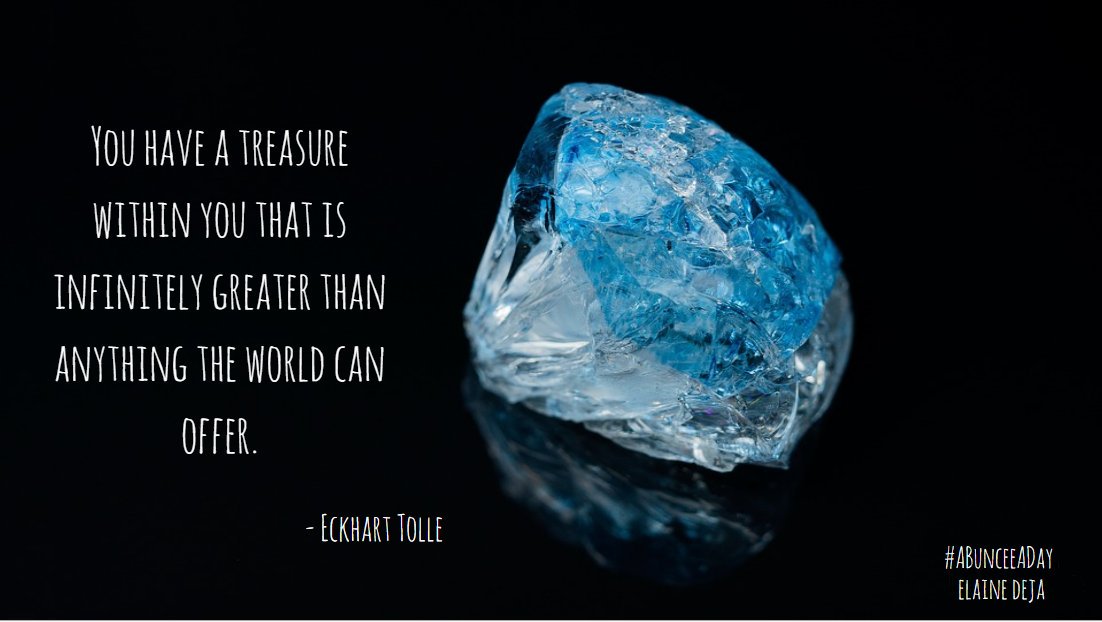 You have a treasure
within you that is
infinitely greater than
anything the world can
offer.
- Eckhart Tolle
#ABunceeADay
Elaine Deja